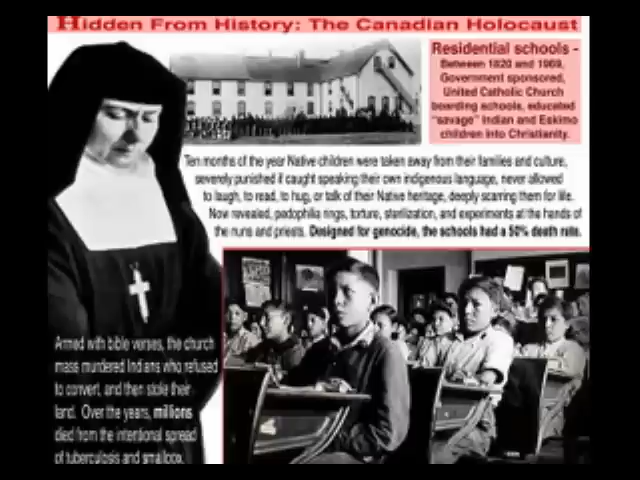 Hidden From History: The Canadian Holocaust
Residential schools -
Between 1820 and 1969,
Government sponsored,
United Catholic Church
boarding schools, educated
"savage" Indian and Eskimo
children into Christianity.
Ten months of the year Native children were taken away from their families and culture,
severely punished if caught speaking their own indigenous language, never allowed
to laugh, to read, to hug, or talk of their Native heritage, deeply scarring them for life.
Now revealed, pedophilia rings, torture, sterilization, and experiments at the hands of
the nuns and priests. Designed for genocide, the schools had a 50% death rate.
Armed with bible verses, the church
mass murdered Indians who refused
to convert, and then stole their
land. Over the years, millions
died from the intentional spread
of tuberculosis and smallpox.